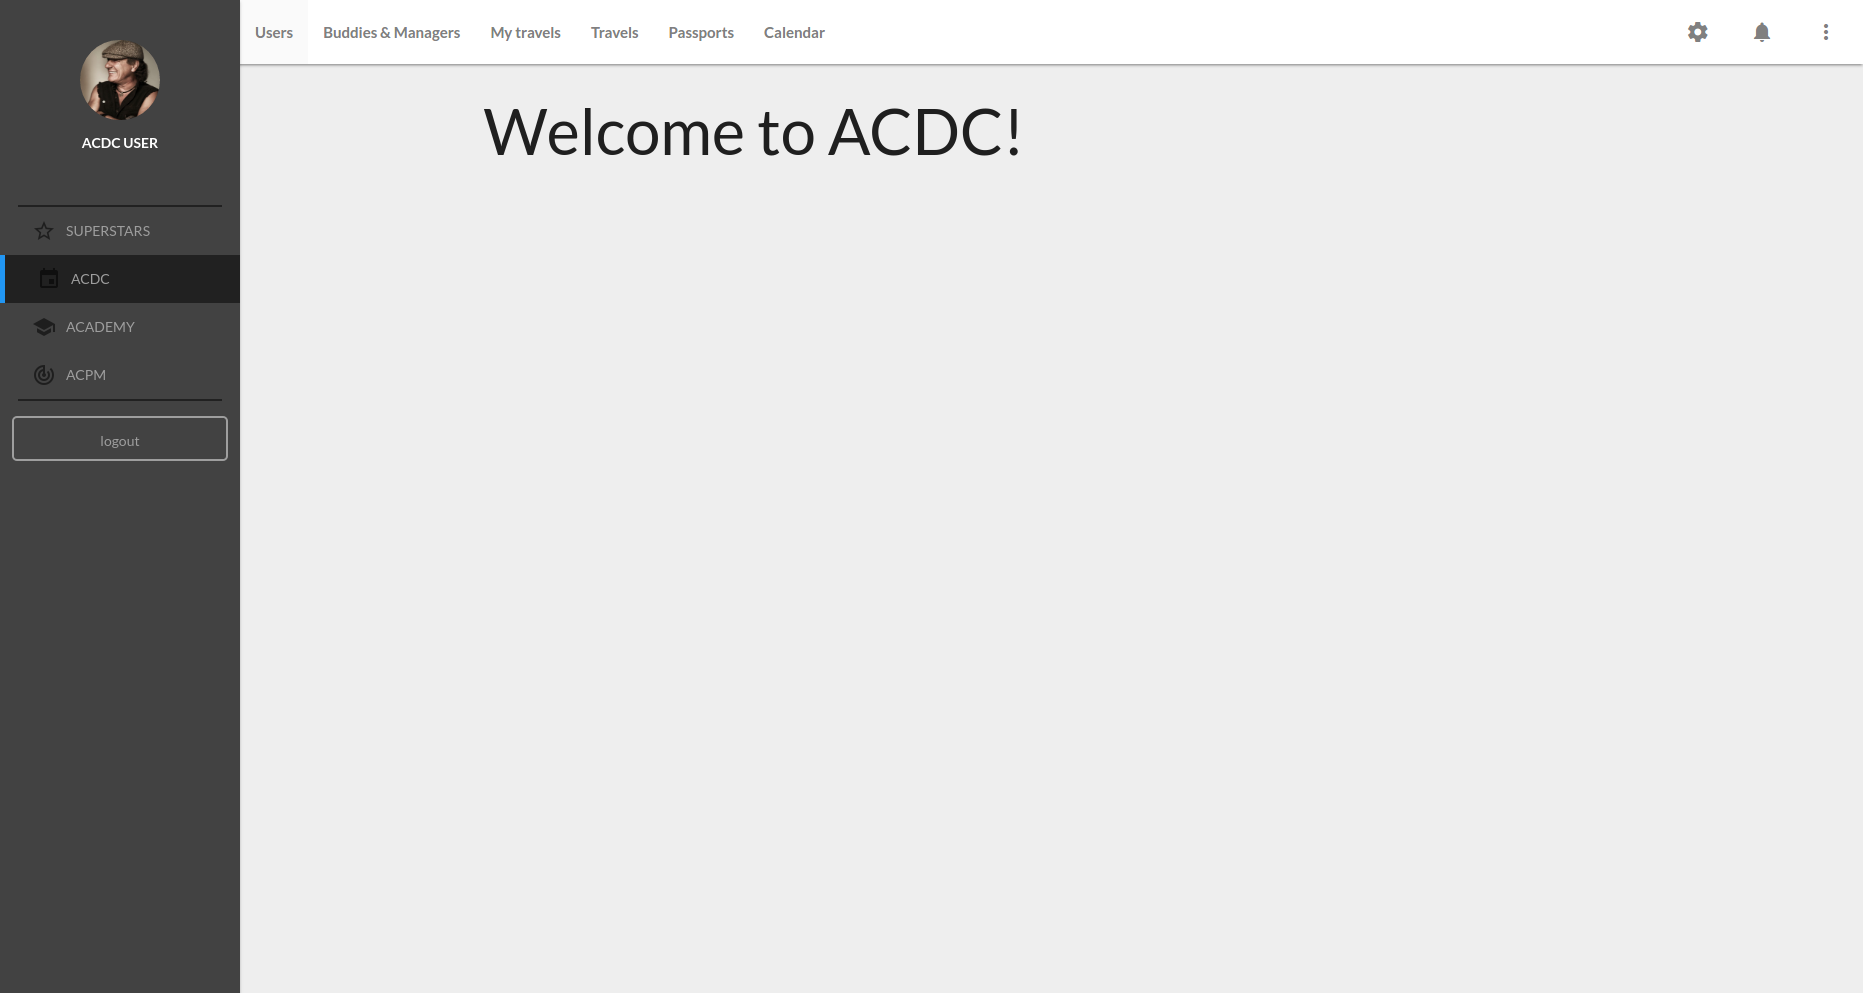 ACDC USER
SUPERSTARS
ACDC
ACADEMY
ACPM
logout
Users Buddies & Managers My travels Travels Passports Calendar
Welcome to ACDC!